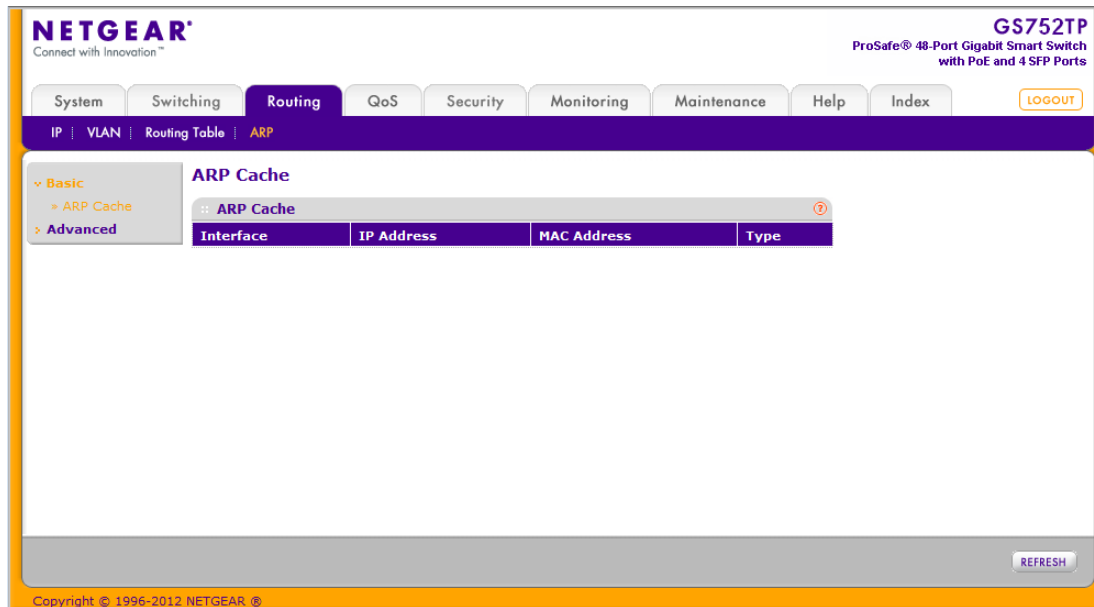 NETGEAR®
Connect with Innovation™
GS752TP
ProSafe® 48-Port Gigabit Smart Switch
with PoE and 4 SFP Ports
System Switching Routing QoS Security Monitoring Maintenance Help Index LOGOUT
IP VLAN Routing Table ARP
Basic
» ARP Cache
Advanced
ARP Cache
ARP Cache ?
Interface IP Address MAC Address Type
REFRESH
Copyright © 1996-2012 NETGEAR ®